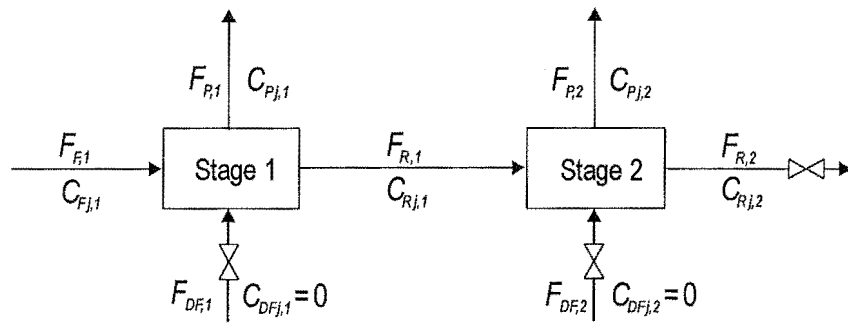 F_{P,1} C_{Pj,1}
F_{P,2} C_{Pj,2}
F_{F,1}
C_{Fj,1}
Stage 1
F_{R,1}
C_{Rj,1}
Stage 2
F_{R,2}
C_{Rj,2}
F_{DF,1} C_{DFj,1}=0
F_{DF,2} C_{DFj,2}=0